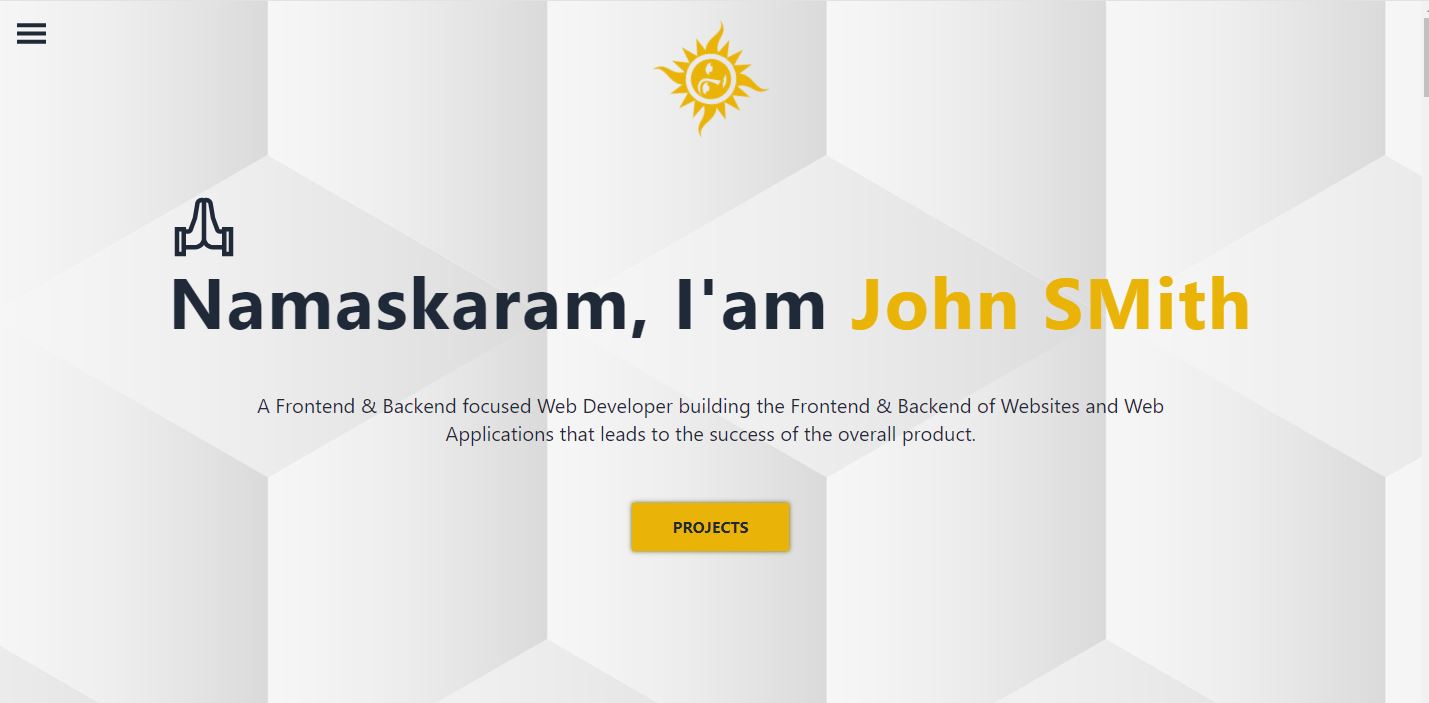 Namaskaram, I'am John SMith
A Frontend & Backend focused Web Developer building the Frontend & Backend of Websites and Web
Applications that leads to the success of the overall product.
PROJECTS